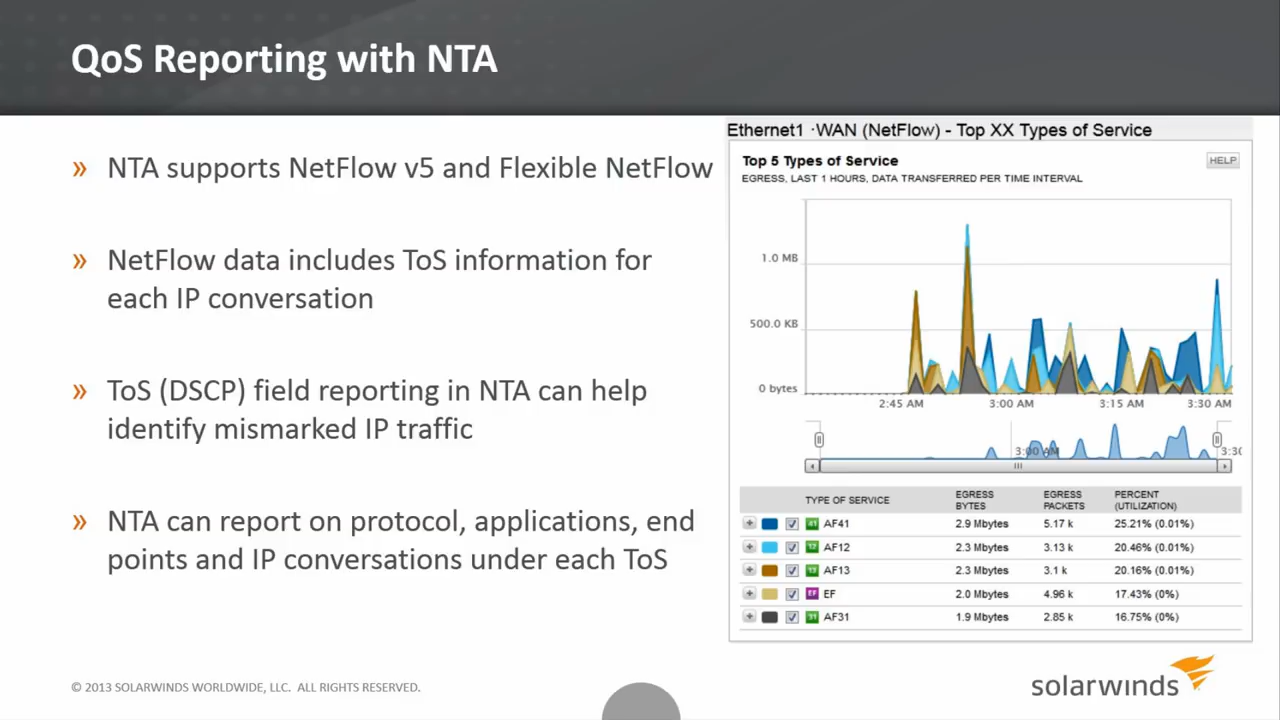 QoS Reporting with NTA
» NTA supports NetFlow v5 and Flexible NetFlow
» NetFlow data includes ToS information for
each IP conversation
» ToS (DSCP) field reporting in NTA can help
identify mismarked IP traffic
» NTA can report on protocol, applications, end
points and IP conversations under each ToS
Ethernet1 ·WAN (NetFlow) - Top XX Types of Service
Top 5 Types of Service
HELP
EGRESS, LAST 1 HOURS, DATA TRANSFERRED PER TIME INTERVAL
1.0 MB
500.0 KB
0 bytes
2:45 AM 3:00 AM 3:15 AM 3:30 AM
3:00 AM 3:30
TYPE OF SERVICE EGRESS BYTES EGRESS PACKETS PERCENT (UTILIZATION)
41 AF41 2.9 Mbytes 5.17 k 25.21% (0.01%)
12 AF12 2.3 Mbytes 3.13 k 20.46% (0.01%)
13 AF13 2.3 Mbytes 3.1 k 20.16% (0.01%)
EF EF 2.0 Mbytes 4.96 k 17.43% (0%)
31 AF31 1.9 Mbytes 2.85 k 16.75% (0%)
© 2013 SOLARWINDS WORLDWIDE, LLC. ALL RIGHTS RESERVED.
solarwinds